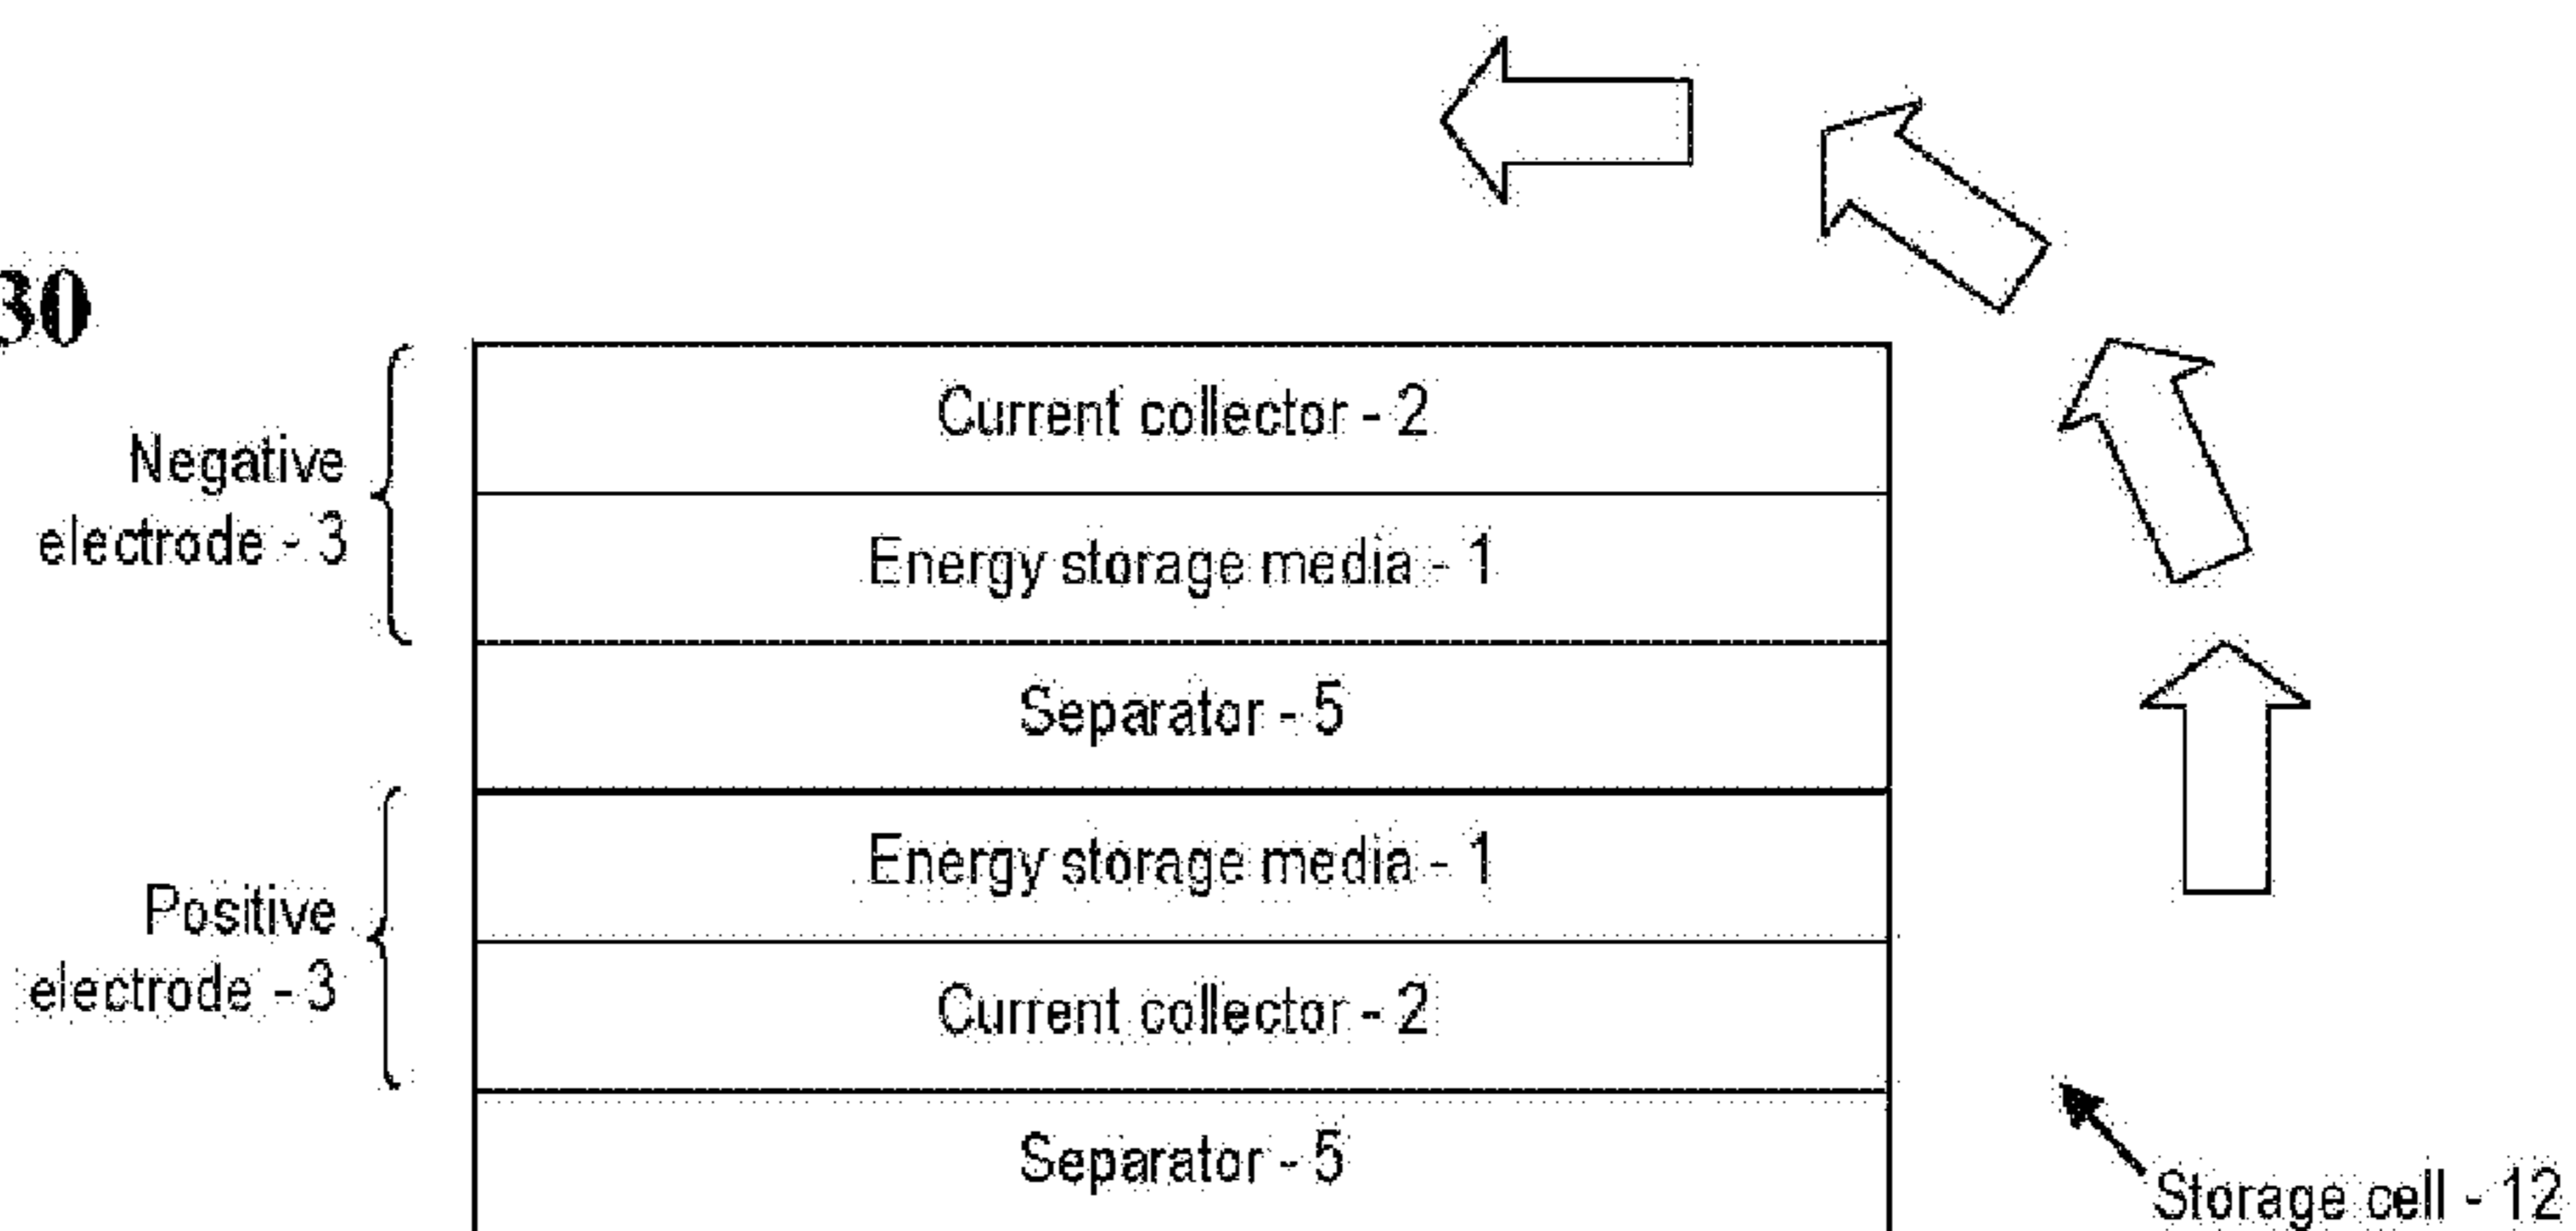 30
Current collector - 2
Negative
electrode - 3
Energy storage media - 1
Separator - 5
Energy storage media - 1
Positive
electrode - 3
Current collector - 2
Separator - 5
Storage cell - 12